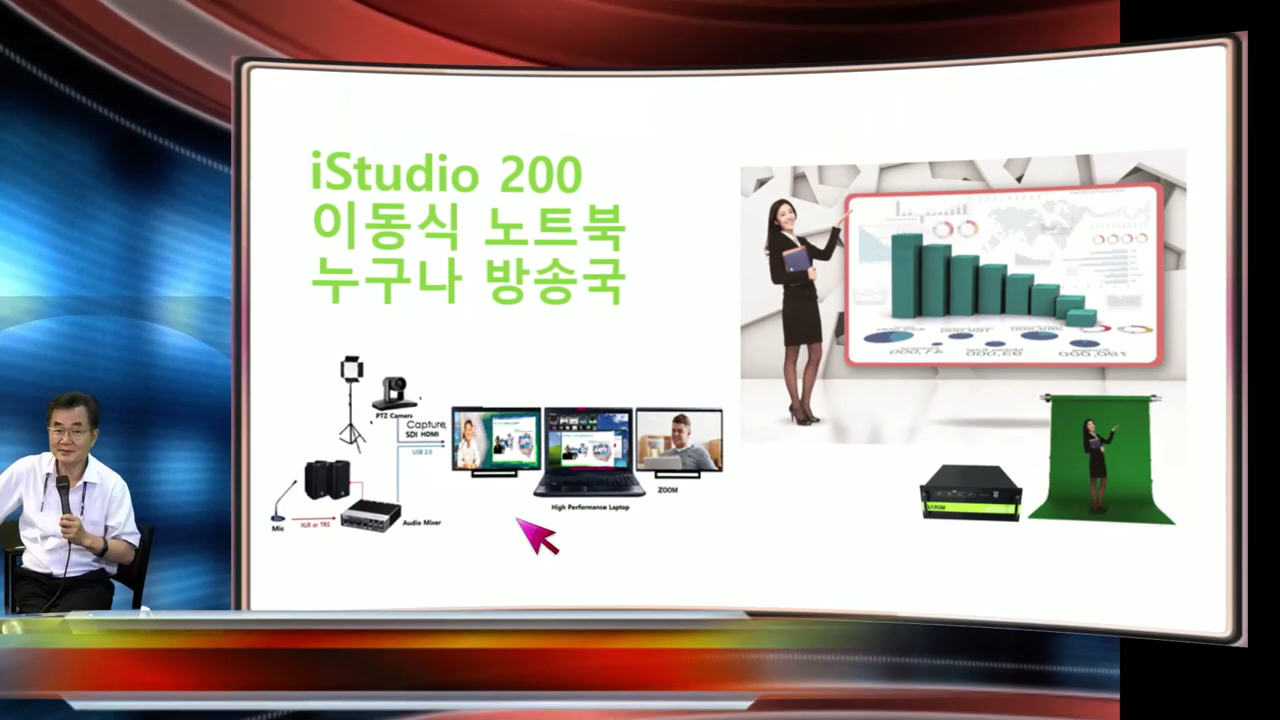 iStudio 200
이동식 노트북
누구나 방송국
PTZ Camera
Capture,
SDI HDMI
USB 2.0
ZOOM
High Performance Laptop
Mic
XLR or TRS
Audio Mixer